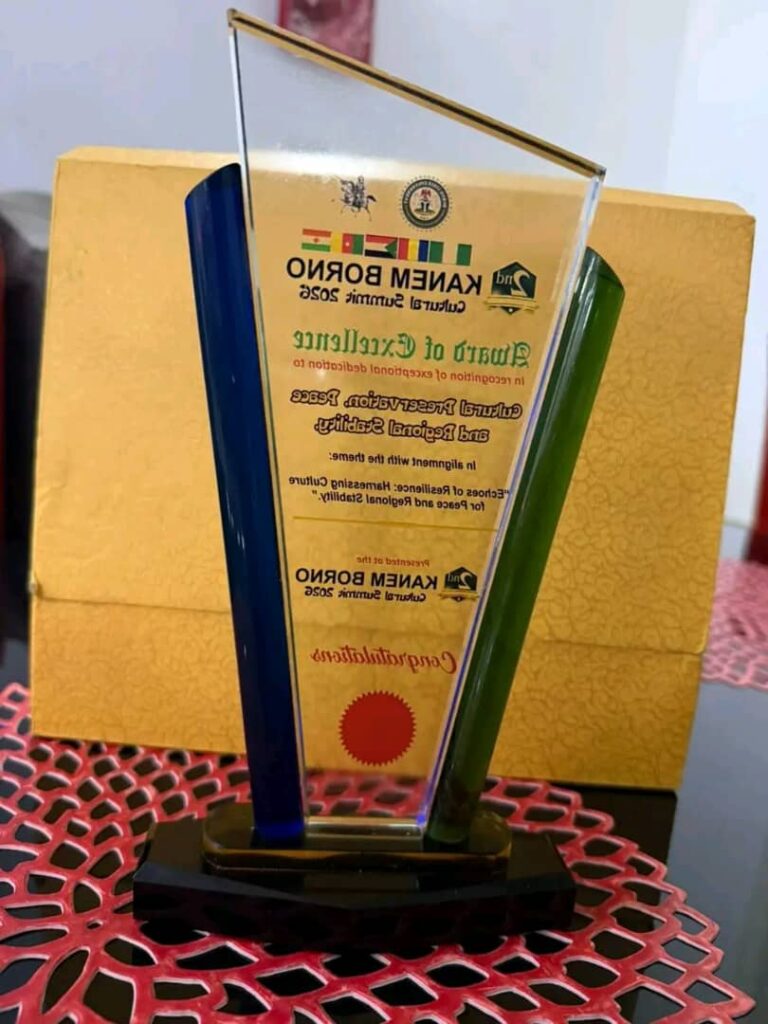 2nd KANEM BORNO
Cultural Summit 2026
Award of Excellence
In recognition of exceptional dedication to
Cultural Preservation, Peace
and Regional Stability,
In alignment with the theme:
"Echoes of Resilience: Harnessing Culture
for Peace and Regional Stability."
Presented at the
2nd KANEM BORNO
Cultural Summit 2026
Congratulations